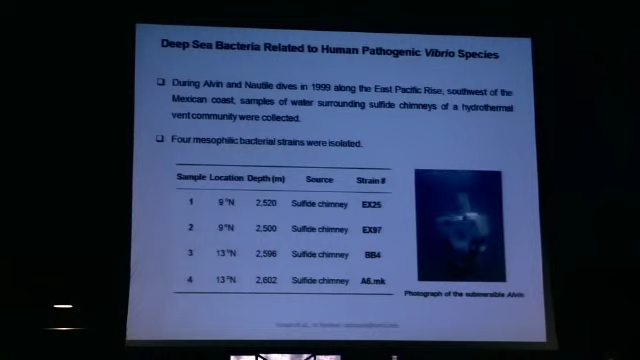 Deep Sea Bacteria Related to Human Pathogenic Vibrio Species
❑ During Alvin and Nautile dives in 1999 along the East Pacific Rise, southwest of the
Mexican coast, samples of water surrounding sulfide chimneys of a hydrothermal
vent community were collected.
❑ Four mesophilic bacterial strains were isolated.
Sample Location Depth (m) Source Strain #
1 9°N 2,520 Sulfide chimney EX25
2 9°N 2,500 Sulfide chimney EX97
3 13°N 2,596 Sulfide chimney BB4
4 13°N 2,602 Sulfide chimney A6.mk
Photograph of the submersible Alvin